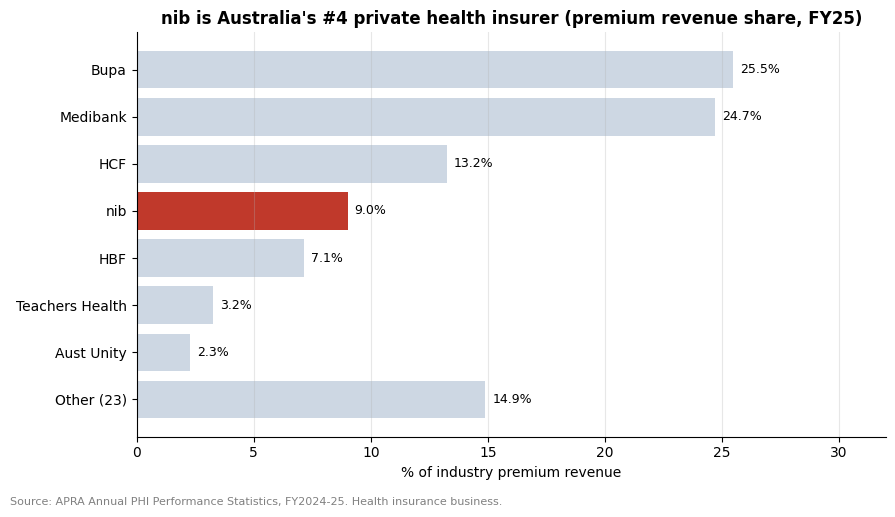 nib is Australia's #4 private health insurer (premium revenue share, FY25)
Bupa 25.5%
Medibank 24.7%
HCF 13.2%
nib 9.0%
HBF 7.1%
Teachers Health 3.2%
Aust Unity 2.3%
Other (23) 14.9%
0 5 10 15 20 25 30
% of industry premium revenue
Source: APRA Annual PHI Performance Statistics, FY2024-25. Health insurance business.